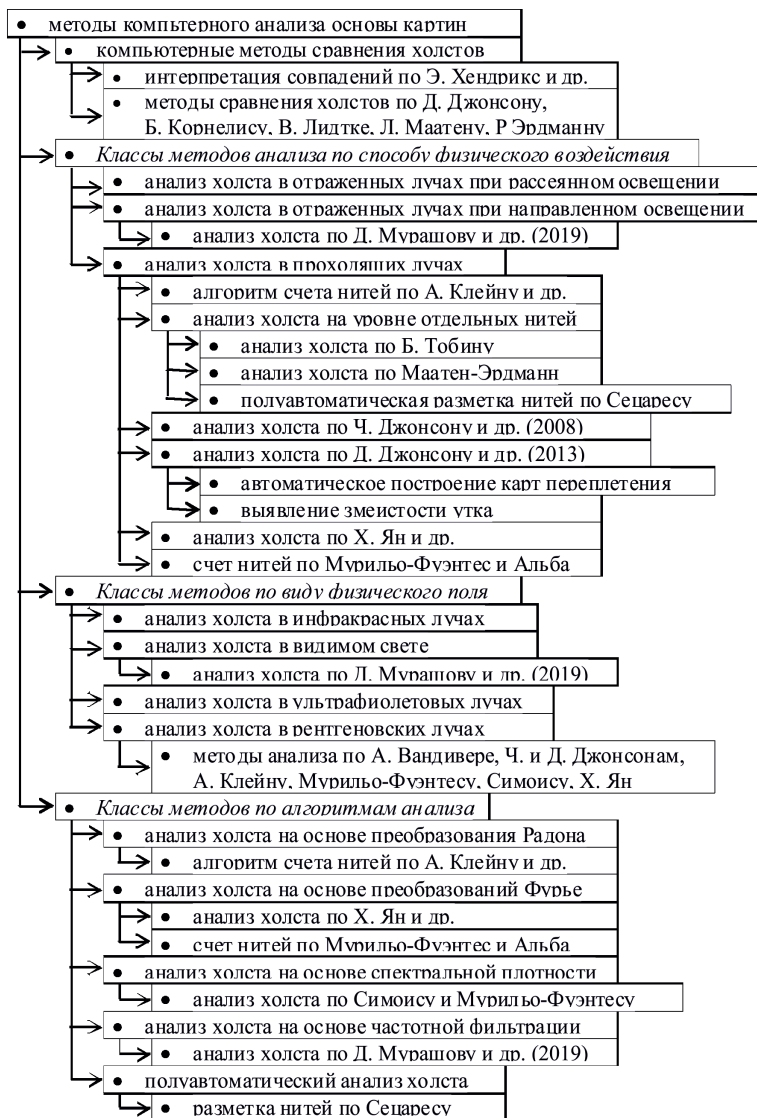 • методы компьтерного анализа основы картин
• компьютерные методы сравнения холстов
• интерпретация совпадений по Э. Хендрикс и др.
• методы сравнения холстов по Д. Джонсону,
Б. Корнелису, В. Лидтке, Л. Маатену, Р Эрдманну
• Классы методов анализа по способу физического воздействия
• анализ холста в отраженных лучах при рассеянном освещении
• анализ холста в отраженных лучах при направленном освещении
• анализ холста по Д. Мурашову и др. (2019)
• анализ холста в проходящих лучах
• алгоритм счета нитей по А. Клейну и др.
• анализ холста на уровне отдельных нитей
• анализ холста по Б. Тобину
• анализ холста по Маатен-Эрдманн
• полуавтоматическая разметка нитей по Сецаресу
• анализ холста по Ч. Джонсону и др. (2008)
• анализ холста по Д. Джонсону и др. (2013)
• автоматическое построение карт переплетения
• выявление змеистости утка
• анализ холста по Х. Ян и др.
• счет нитей по Мурильо-Фуэнтес и Альба
• Классы методов по виду физического поля
• анализ холста в инфракрасных лучах
• анализ холста в видимом свете
• анализ холста по Д. Мурашову и др. (2019)
• анализ холста в ультрафиолетовых лучах
• анализ холста в рентгеновских лучах
• методы анализа по А. Вандивере, Ч. и Д. Джонсонам,
А. Клейну, Мурильо-Фуэнтесу, Симоису, Х. Ян
• Классы методов по алгоритмам анализа
• анализ холста на основе преобразования Радона
• алгоритм счета нитей по А. Клейну и др.
• анализ холста на основе преобразований Фурье
• анализ холста по Х. Ян и др.
• счет нитей по Мурильо-Фуэнтес и Альба
• анализ холста на основе спектральной плотности
• анализ холста по Симоису и Мурильо-Фуэнтесу
• анализ холста на основе частотной фильтрации
• анализ холста по Д. Мурашову и др. (2019)
• полуавтоматический анализ холста
• разметка нитей по Сецаресу